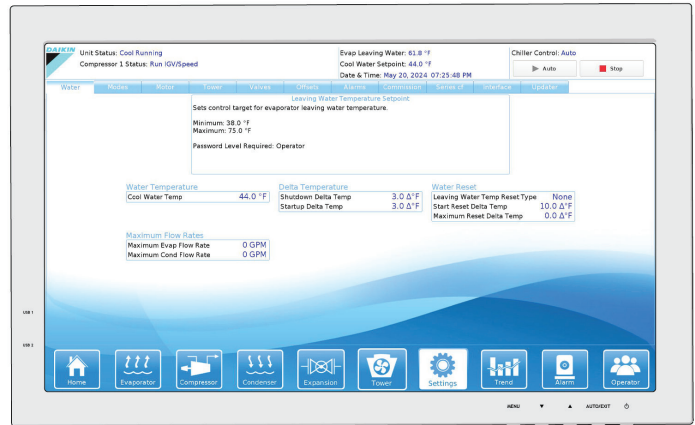 DAIKIN
Unit Status: Cool Running
Compressor 1 Status: Run IGV/Speed
Evap Leaving Water: 61.8 °F
Cool Water Setpoint: 44.0 °F
Date & Time: May 20, 2024 07:25:48 PM
Chiller Control: Auto
Auto
Stop
Water Modes Motor Tower Valves Offsets Alarms Commission Sense cf Interface Updater
Leaving Water Temperature Setpoint
Sets control target for evaporator leaving water temperature.
Minimum: 38.0 °F
Maximum: 75.0 °F
Password Level Required: Operator
Water Temperature
Cool Water Temp 44.0 °F
Delta Temperature
Shutdown Delta Temp 3.0 Δ°F
Startup Delta Temp 3.0 Δ°F
Water Reset
Leaving Water Temp Reset Type None
Start Reset Delta Temp 10.0 Δ°F
Maximum Reset Delta Temp 0.0 Δ°F
Maximum Flow Rates
Maximum Evap Flow Rate 0 GPM
Maximum Cond Flow Rate 0 GPM
USB 1
USB 2
Home Evaporator Compressor Condenser Expansion Tower Settings Trend Alarm Operator
MENU ▼ ▲ AUTO/EXIT